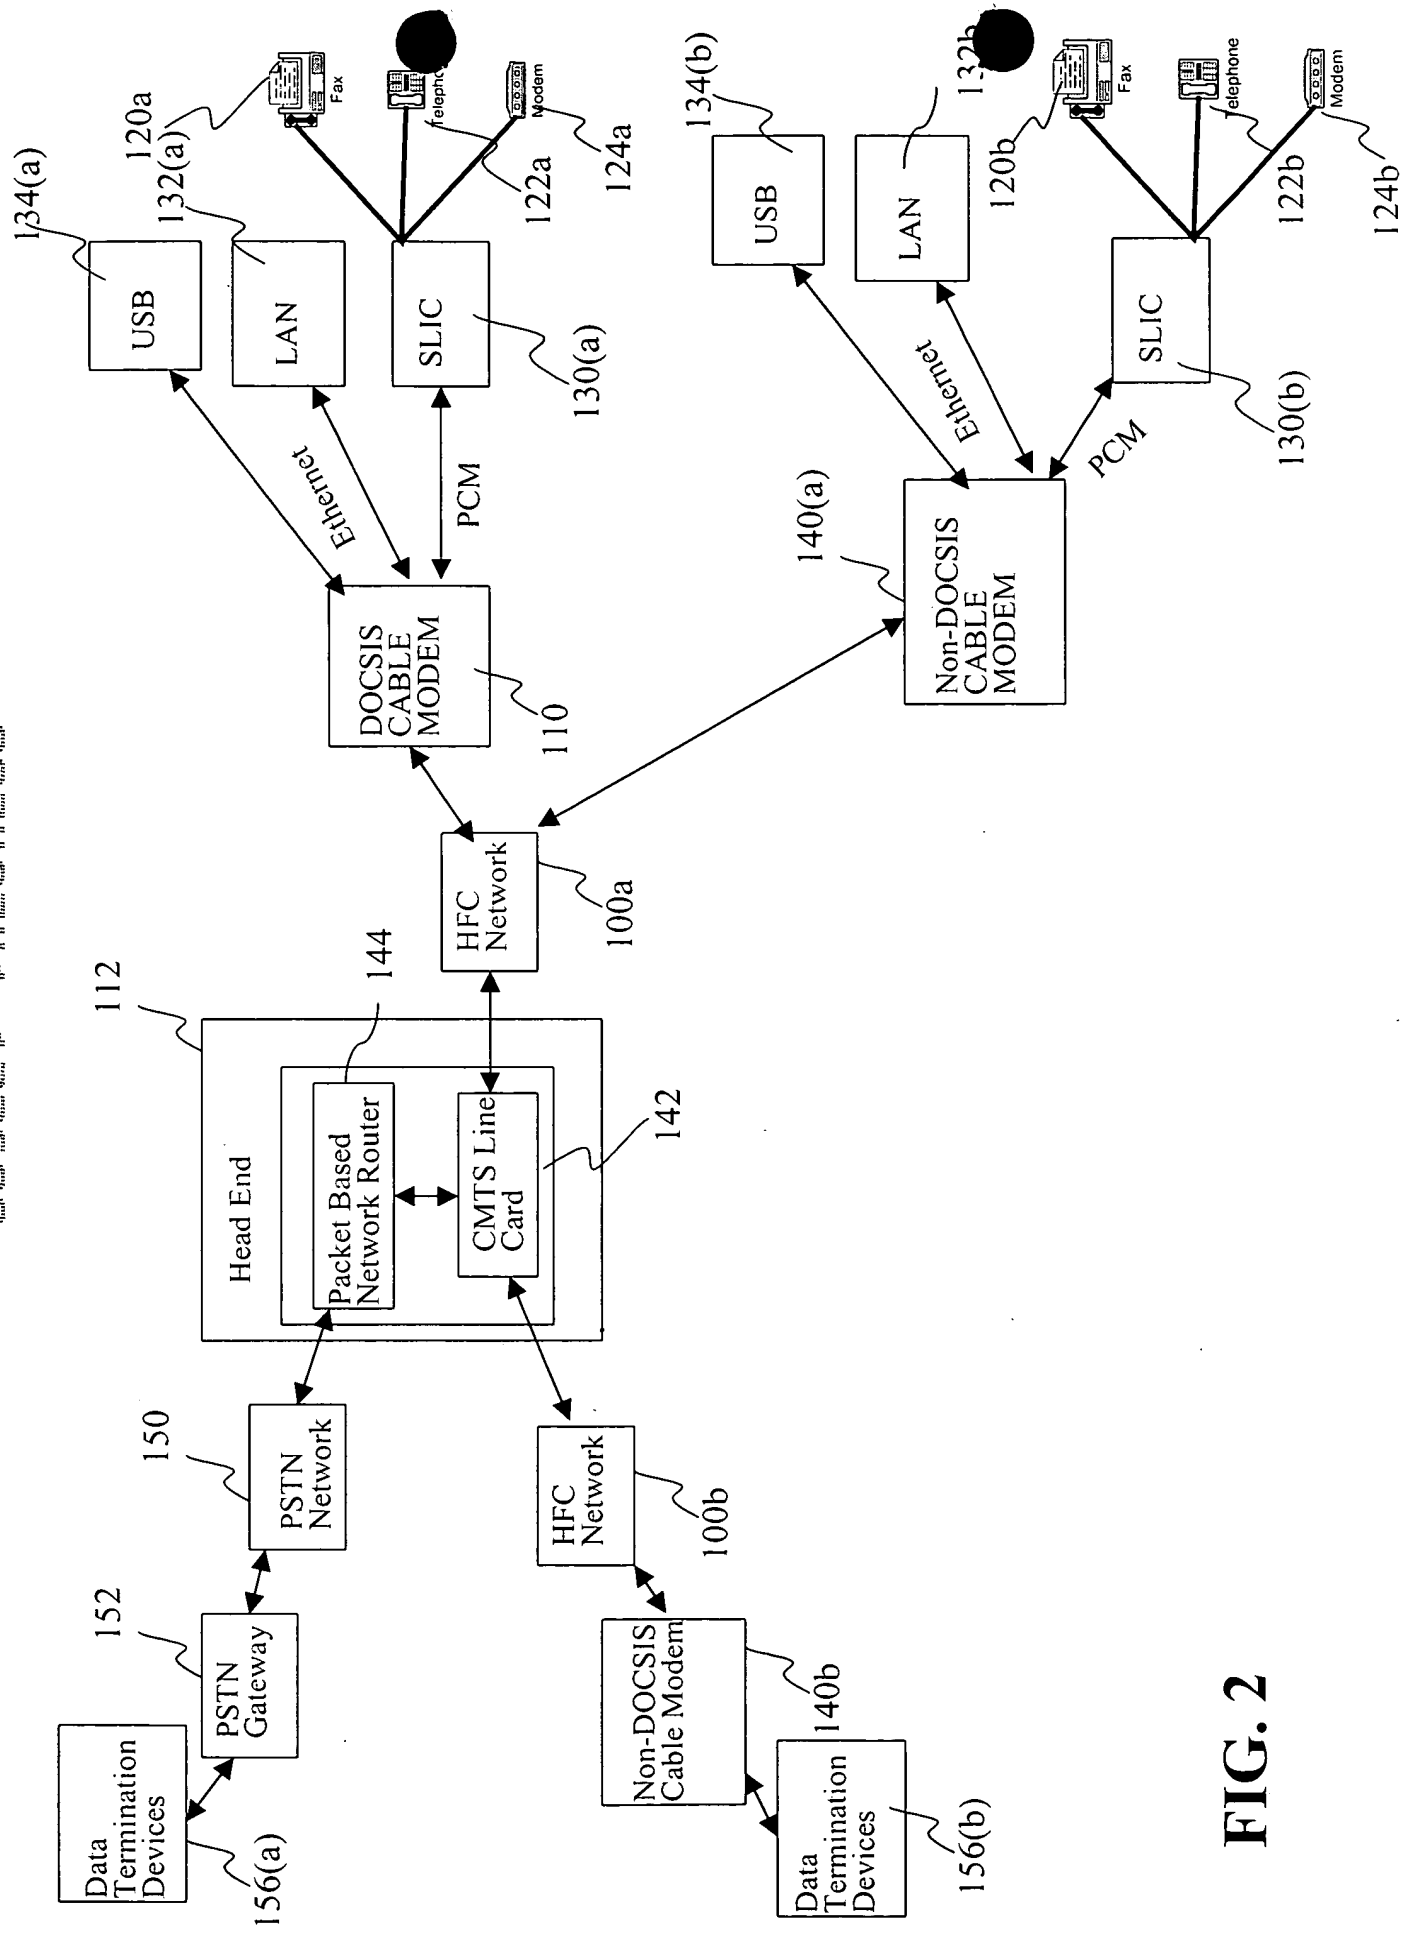 134(a)
120a
132(a)
USB
LAN
SLIC
Fax
Modem
122a
124a
130(a)
Ethernet
PCM
DOCSIS
CABLE
MODEM
110
134(b)
132b
USB
LAN
120b
Fax
Telephone
Modem
122b
124b
SLIC
130(b)
Ethernet
PCM
140(a)
Non-DOCSIS
CABLE
MODEM
HFC
Network
100a
112
144
Head End
Packet Based
Network Router
CMTS Line
Card
142
150
PSTN
Network
152
PSTN
Gateway
Data
Termination
Devices
156(a)
HFC
Network
100b
Non-DOCSIS
Cable Modem
140b
Data
Termination
Devices
156(b)
FIG. 2